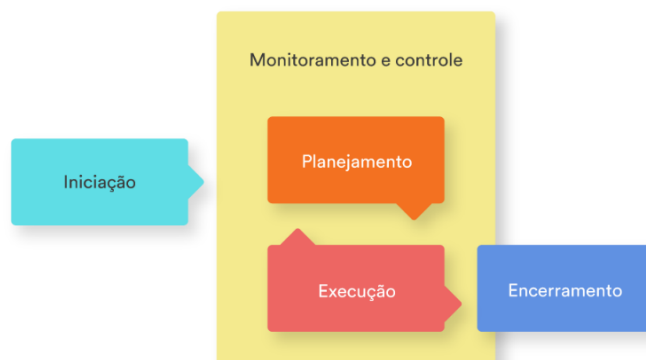 Monitoramento e controle
Planejamento
Iniciação
Execução
Encerramento